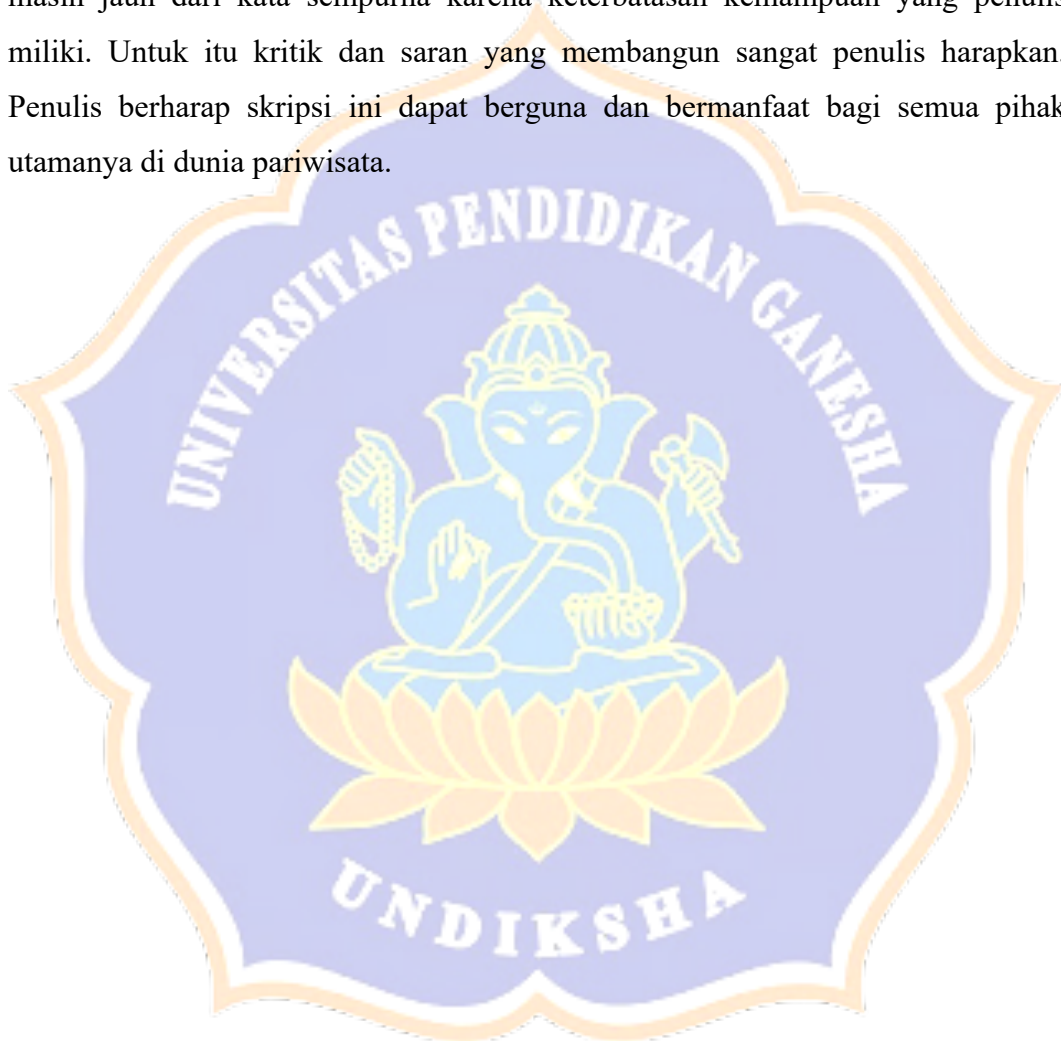 masih jauh dari kata sempurna karena keterbatasan kemampuan yang penulis
miliki. Untuk itu kritik dan saran yang membangun sangat penulis harapkan.
Penulis berharap skripsi ini dapat berguna dan bermanfaat bagi semua pihak
utamanya di dunia pariwisata.
UNIVERSITAS PENDIDIKAN GANESHA
UNDIKSHA